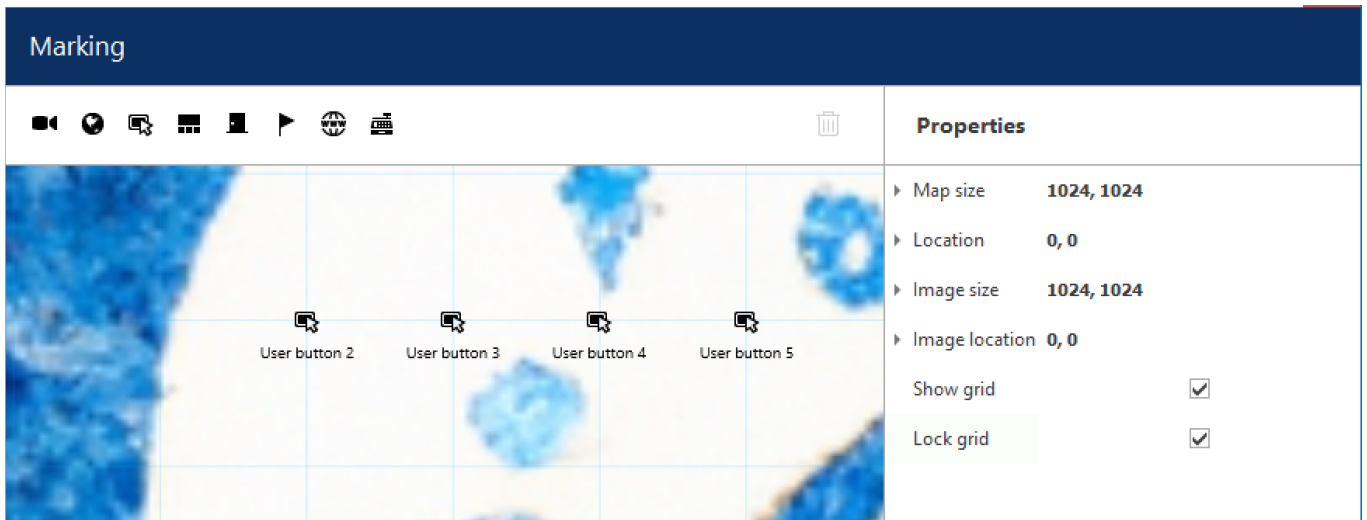 Marking
www
Properties
Map size 1024, 1024
Location 0, 0
Image size 1024, 1024
Image location 0, 0
Show grid
Lock grid
User button 2 User button 3 User button 4 User button 5